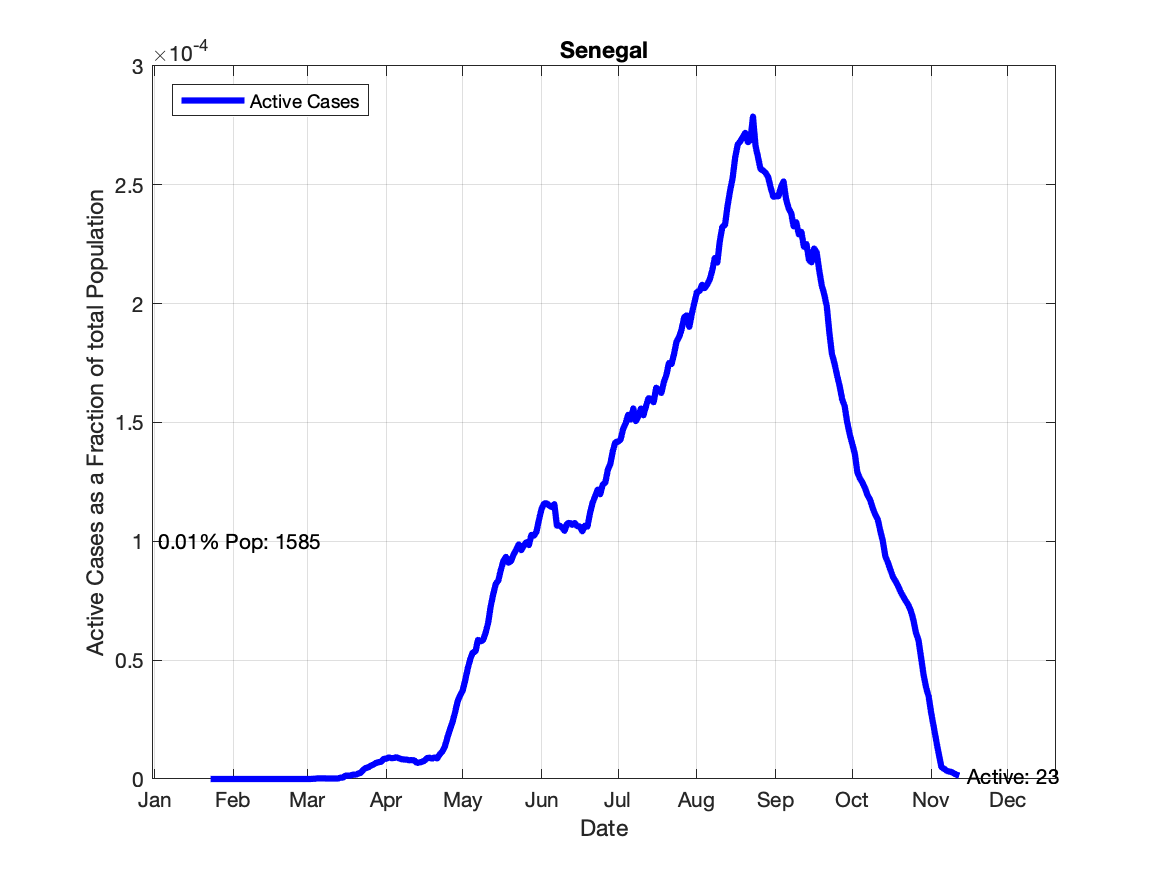 Senegal
×10-4
Active Cases
3
2.5
2
1.5
1
0.5
0
0.01% Pop: 1585
Active: 23
Active Cases as a Fraction of total Population
Jan Feb Mar Apr May Jun Jul Aug Sep Oct Nov Dec
Date